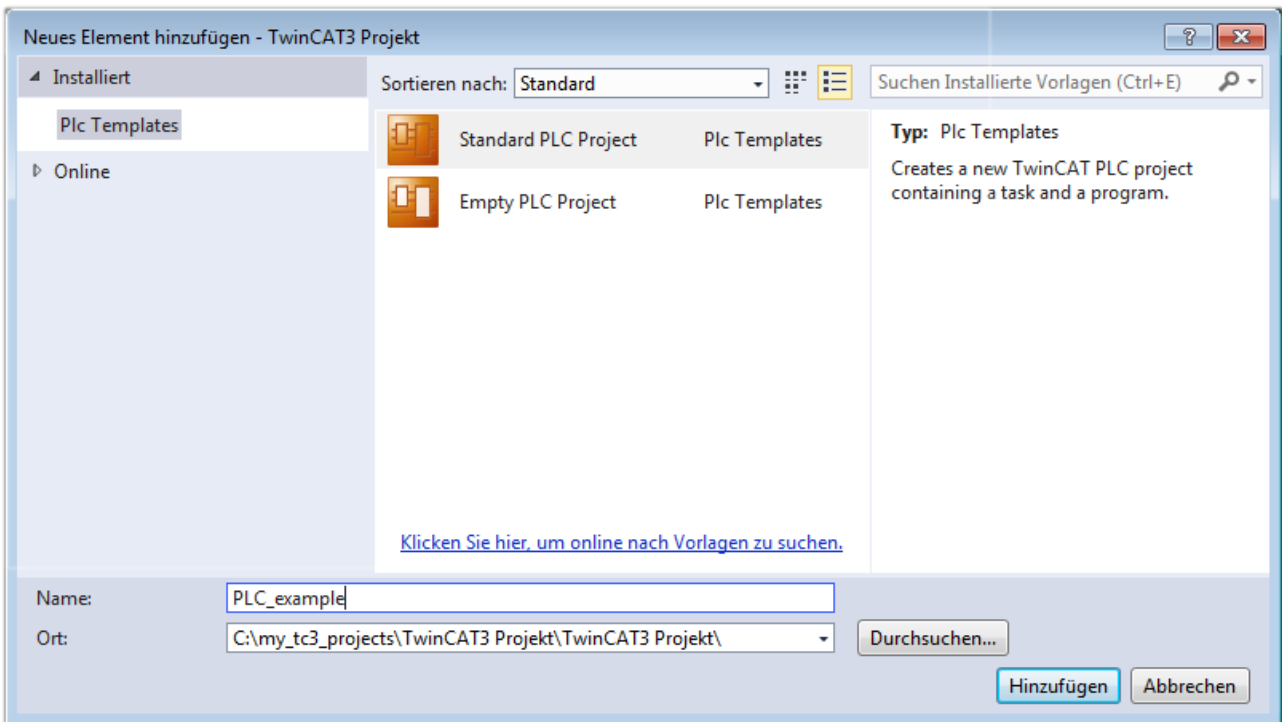 Neues Element hinzufügen - TwinCAT3 Projekt
Installiert
Plc Templates
Online
Sortieren nach: Standard
Suchen Installierte Vorlagen (Ctrl+E)
Standard PLC Project Plc Templates
Empty PLC Project Plc Templates
Klicken Sie hier, um online nach Vorlagen zu suchen.
Typ: Plc Templates
Creates a new TwinCAT PLC project
containing a task and a program.
Name: PLC_example
Ort: C:\my_tc3_projects\TwinCAT3 Projekt\TwinCAT3 Projekt\
Durchsuchen...
Hinzufügen
Abbrechen